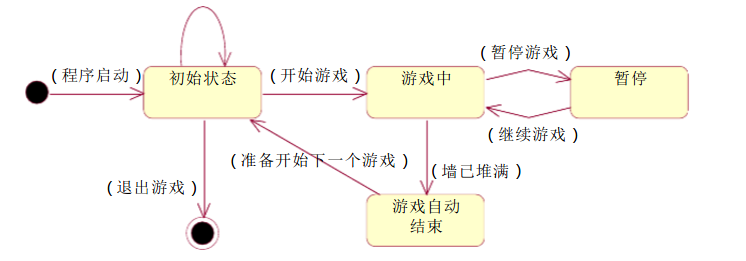 (暂停游戏)
(程序启动)
初始状态
(开始游戏)
游戏中
暂停
(继续游戏)
(准备开始下一个游戏)
(墙已堆满)
(退出游戏)
游戏自动
结束